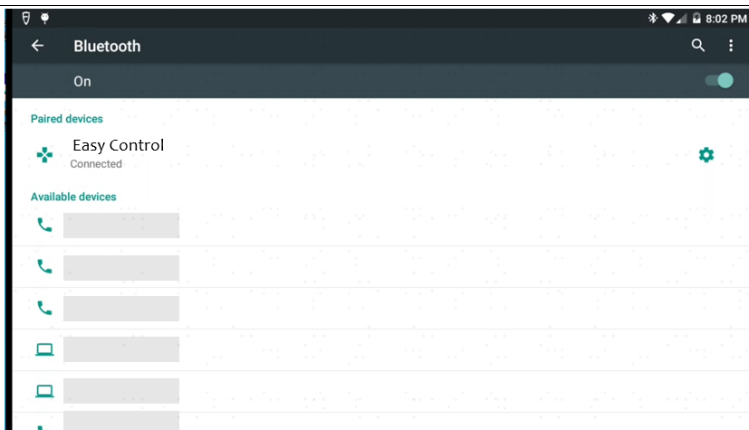 8:02 PM
Bluetooth
On
Paired devices
Easy Control
Connected
Available devices